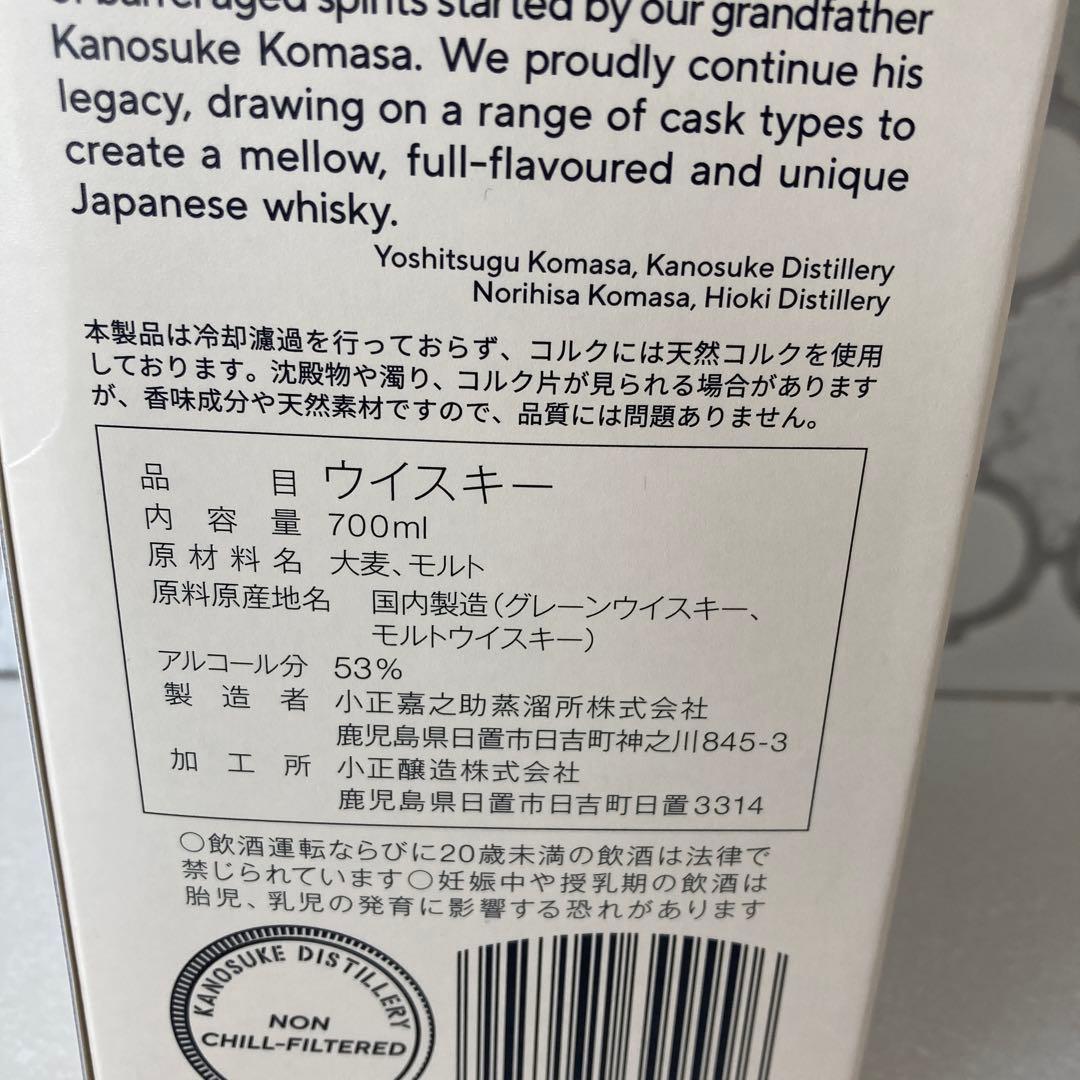 of barrel aged spirits started by our grandfather
Kanosuke Komasa. We proudly continue his
legacy, drawing on a range of cask types to
create a mellow, full-flavoured and unique
Japanese whisky.
Yoshitsugu Komasa, Kanosuke Distillery
Norihisa Komasa, Hioki Distillery
本製品は冷却濾過を行っておらず、コルクには天然コルクを使用
しております。沈殿物や濁り、コルク片が見られる場合があります
が、香味成分や天然素材ですので、品質には問題ありません。
品目 ウイスキー
内容量 700ml
原材料名 大麦、モルト
原料原産地名 国内製造(グレーンウイスキー、
モルトウイスキー)
アルコール分 53%
製造者 小正嘉之助蒸溜所株式会社
鹿児島県日置市日吉町神之川845-3
加工所 小正醸造株式会社
鹿児島県日置市日吉町日置3314
○飲酒運転ならびに20歳未満の飲酒は法律で
禁じられています○妊娠中や授乳期の飲酒は
胎児、乳児の発育に影響する恐れがあります
KANOSUKE DISTILLERY
NON
CHILL-FILTERED